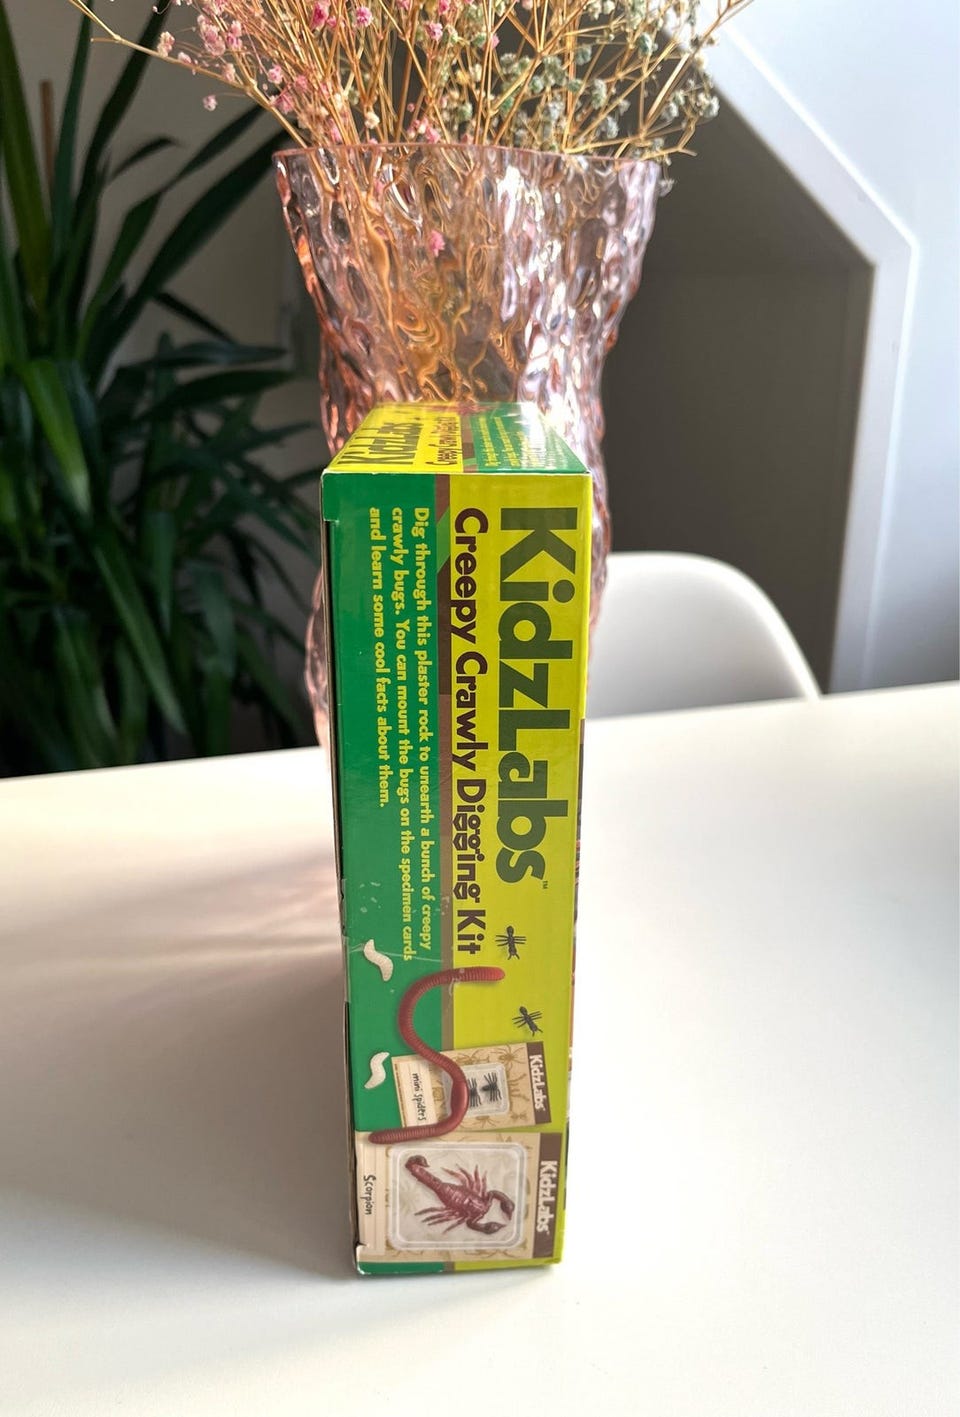 KidzLabs
KidzLabs™
Creepy Crawly Digging Kit
Dig through this plaster rock to unearth a bunch of creepy
crawly bugs. You can mount the bugs on the specimen cards
and learn some cool facts about them.
KidzLabs
mini spiders
KidzLabs
Scorpion